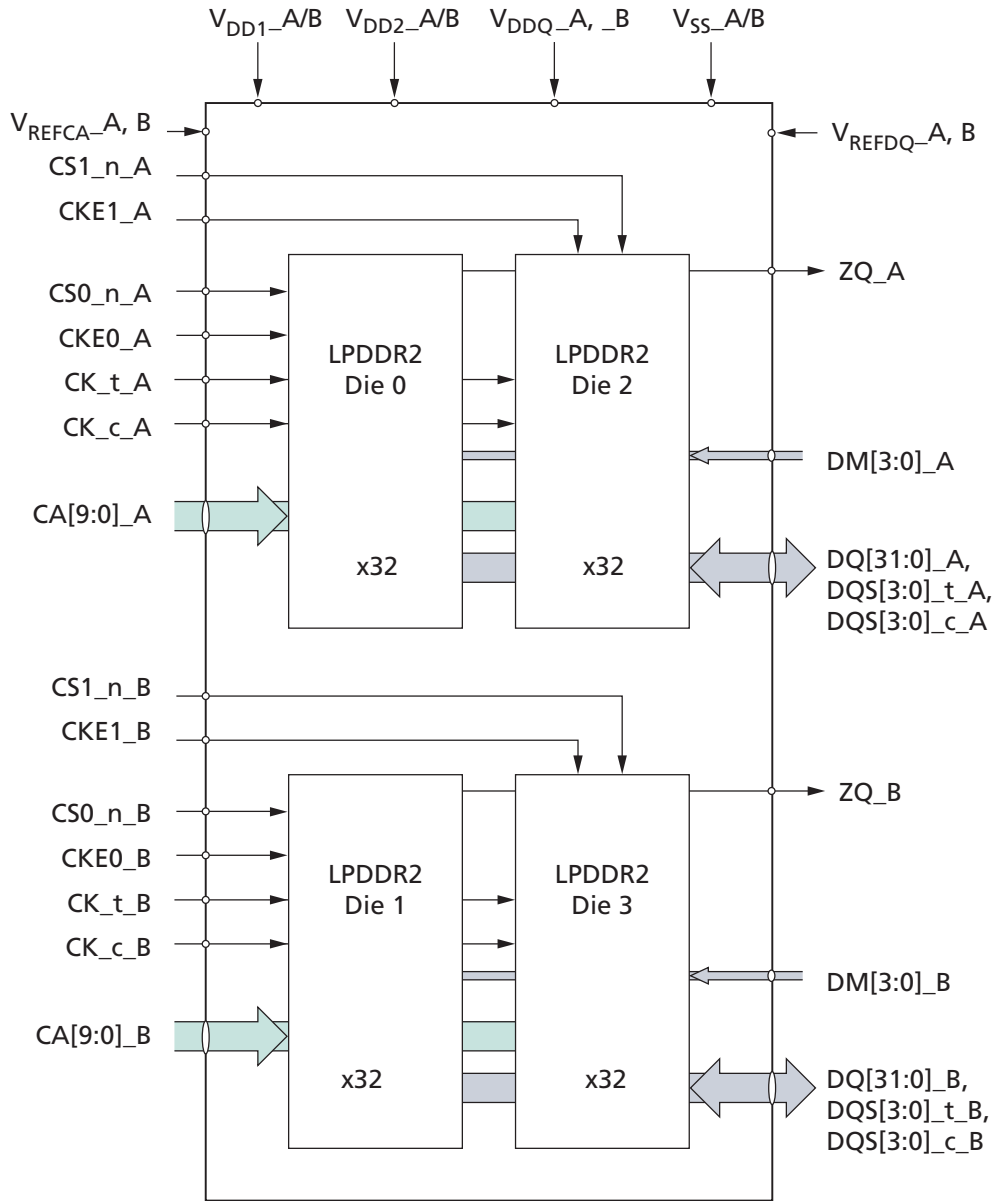 VDD1_A/B VDD2_A/B VDDQ_A, _B VSS_A/B
VREFCA_A, B
VREFDQ_A, B
CS1_n_A
CKE1_A
CS0_n_A
CKE0_A
CK_t_A
CK_c_A
CA[9:0]_A
LPDDR2
Die 0
x32
LPDDR2
Die 2
x32
ZQ_A
DM[3:0]_A
DQ[31:0]_A,
DQS[3:0]_t_A,
DQS[3:0]_c_A
CS1_n_B
CKE1_B
CS0_n_B
CKE0_B
CK_t_B
CK_c_B
CA[9:0]_B
LPDDR2
Die 1
x32
LPDDR2
Die 3
x32
ZQ_B
DM[3:0]_B
DQ[31:0]_B,
DQS[3:0]_t_B,
DQS[3:0]_c_B